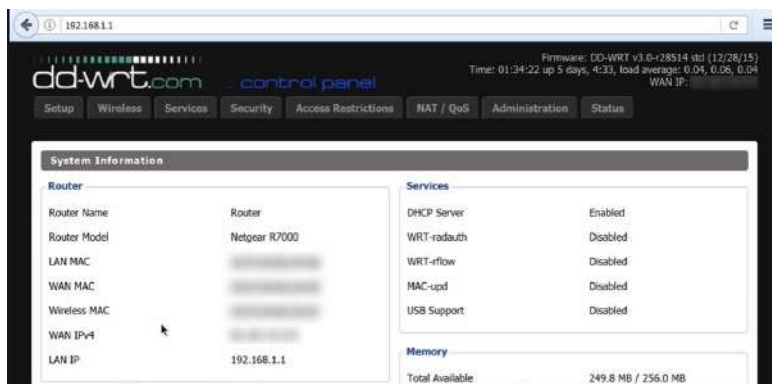 192.168.1.1
Firmware: DD-WRT v3.0-r28514 std (12/28/15)
Time: 01:34:22 up 5 days, 4:33, load average: 0.04, 0.06, 0.04
WAN IP:
dd-wrt.com ... control panel
Setup Wireless Services Security Access Restrictions NAT / QoS Administration Status
System Information
Router
Router Name Router
Router Model Netgear R7000
LAN MAC
WAN MAC
Wireless MAC
WAN IPv4
LAN IP 192.168.1.1
Services
DHCP Server Enabled
WRT-radauth Disabled
WRT-rflow Disabled
MAC-upd Disabled
USB Support Disabled
Memory
Total Available 249.8 MB / 256.0 MB